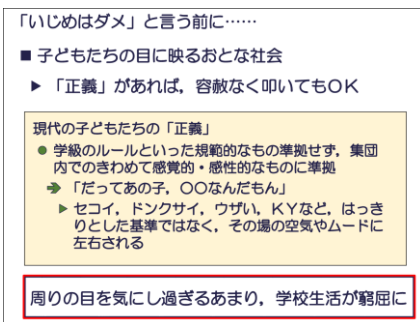 「いじめはダメ」と言う前に……
■ 子どもたちの目に映るおとな社会
▶ 「正義」があれば，容赦なく叩いてもOK
現代の子どもたちの「正義」
● 学級のルールといった規範的なもの準拠せず，集団
内でのきわめて感覚的・感性的なものに準拠
➔ 「だってあの子，○○なんだもん」
▶ セコイ，ドンクサイ，ウザい，KYなど，はっき
りとした基準ではなく，その場の空気やムードに
左右される
周りの目を気にし過ぎるあまり，学校生活が窮屈に